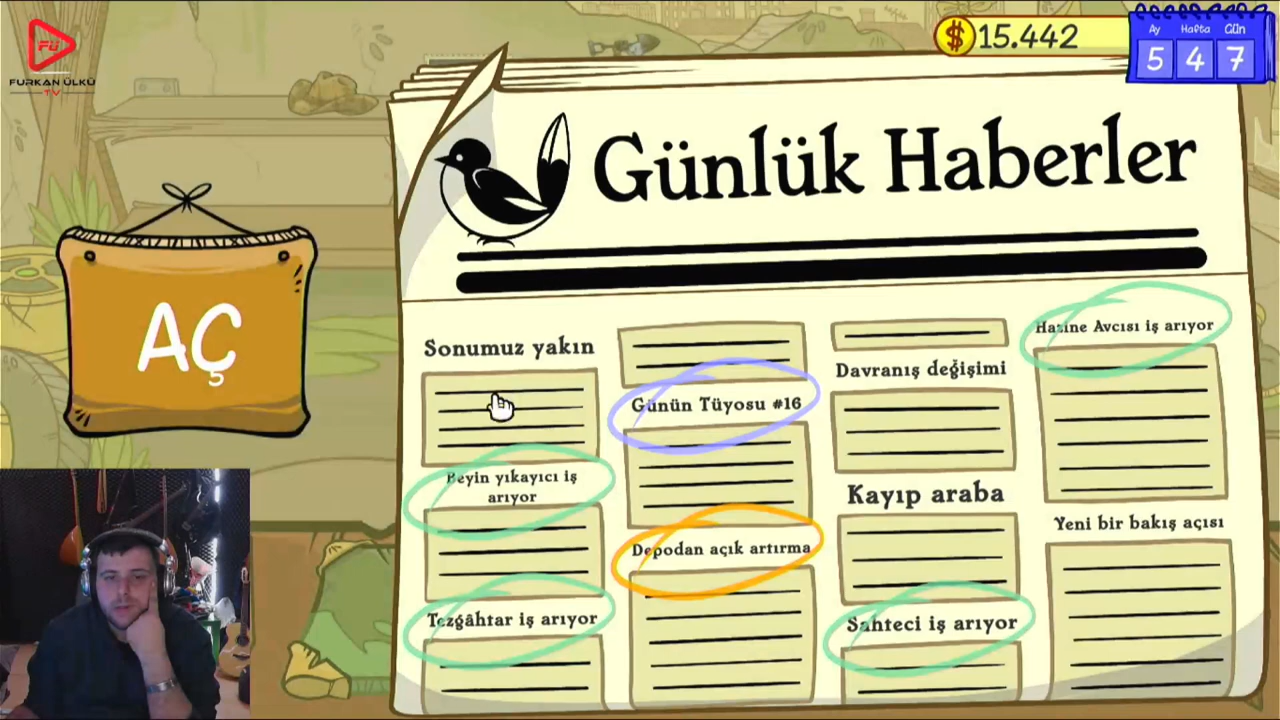 FU
FURKAN ÜLKÜ
TV
$ 15.442
Ay Hafta Gün
5 4 7
Günlük Haberler
AÇ
Sonumuz yakın
Beyin yıkayıcı iş
arıyor
Tezgâhtar iş arıyor
Günün Tüyosu #16
Depodan açık artırma
Davranış değişimi
Kayıp araba
Sahteci iş arıyor
Hazine Avcısı iş arıyor
Yeni bir bakış açısı